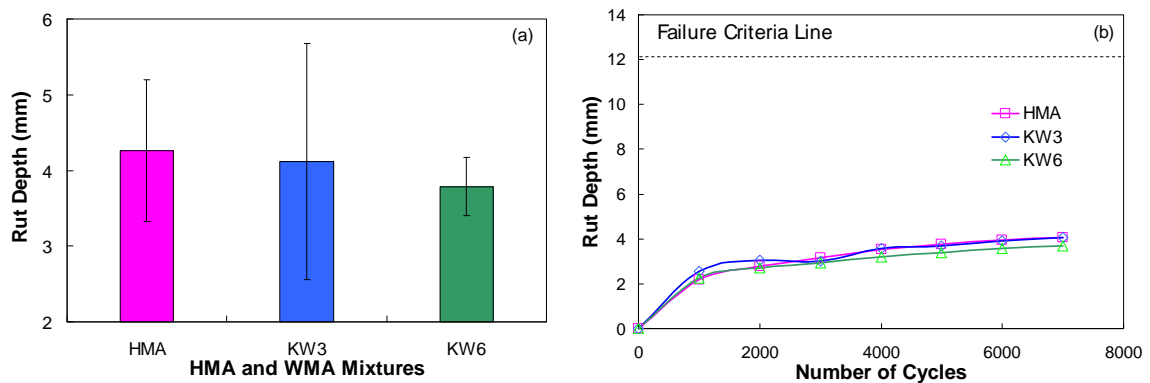 6
5
4
3
2
Rut Depth (mm)
(a)
HMA
KW3
KW6
HMA and WMA Mixtures
14
12
10
8
6
4
2
0
Rut Depth (mm)
Failure Criteria Line
(b)
HMA
KW3
KW6
0
2000
4000
6000
8000
Number of Cycles